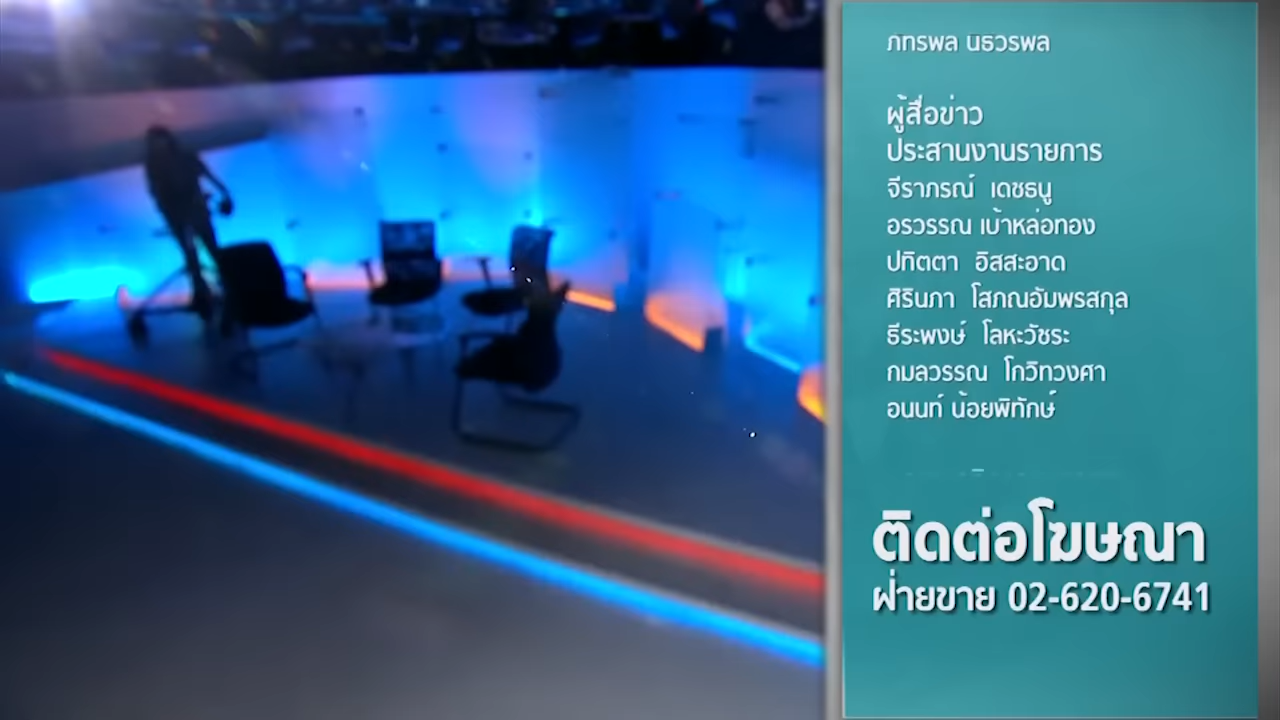 ภทรพล นธวรพล
ผู้สื่อข่าว
ประสานงานรายการ
จีราภรณ์ เดชธนู
อรวรรณ เบ้าหล่อทอง
ปทิตตา อิสสะอาด
ศิรินภา โสภณอัมพรสกุล
ธีระพงษ์ โลหะวัชระ
กมลวรรณ โกวิทวงศา
อนนท์ น้อยพิทักษ์
ติดต่อโฆษณา
ฝ่ายขาย 02-620-6741